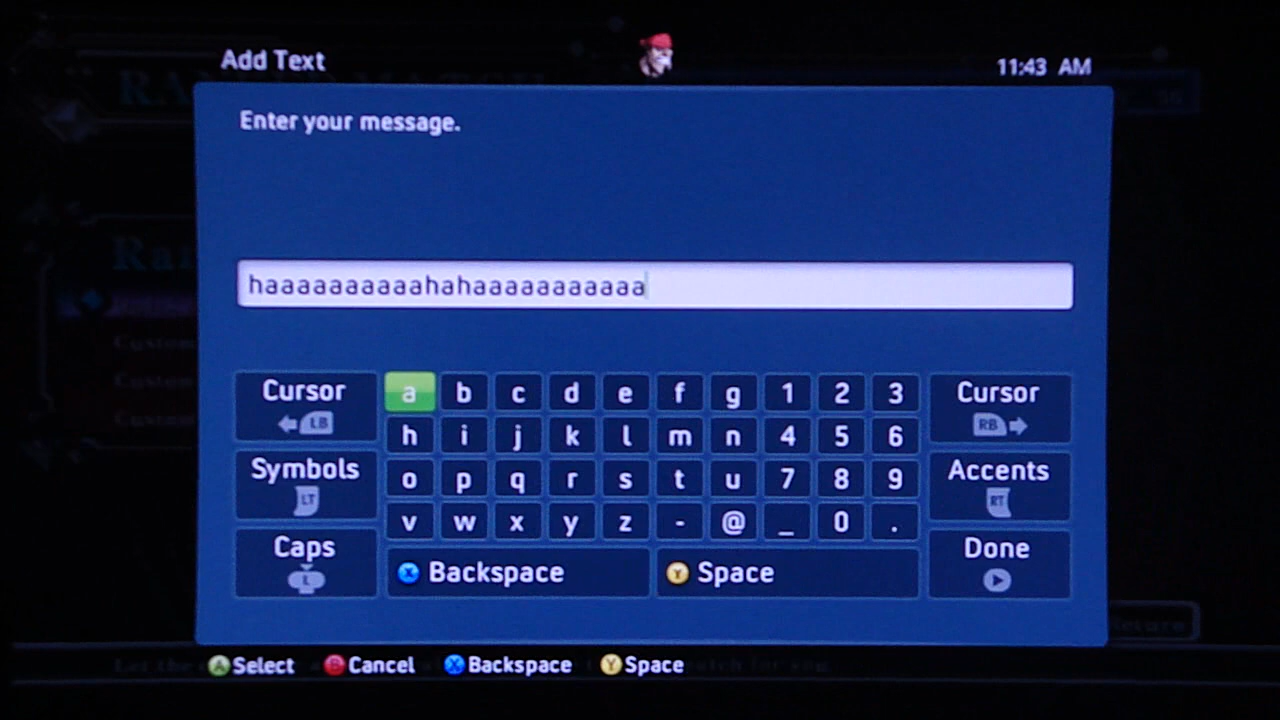 Add Text
11:43 AM
Enter your message.
haaaaaaaaaahahaaaaaaaaaaa
Cursor a b c d e f g 1 2 3 Cursor
LB h i j k l m n 4 5 6 RB
Symbols o p q r s t u 7 8 9 Accents
LT v w x y z - @ _ 0 . RT
Caps X Backspace Y Space Done
L
A Select B Cancel X Backspace Y Space